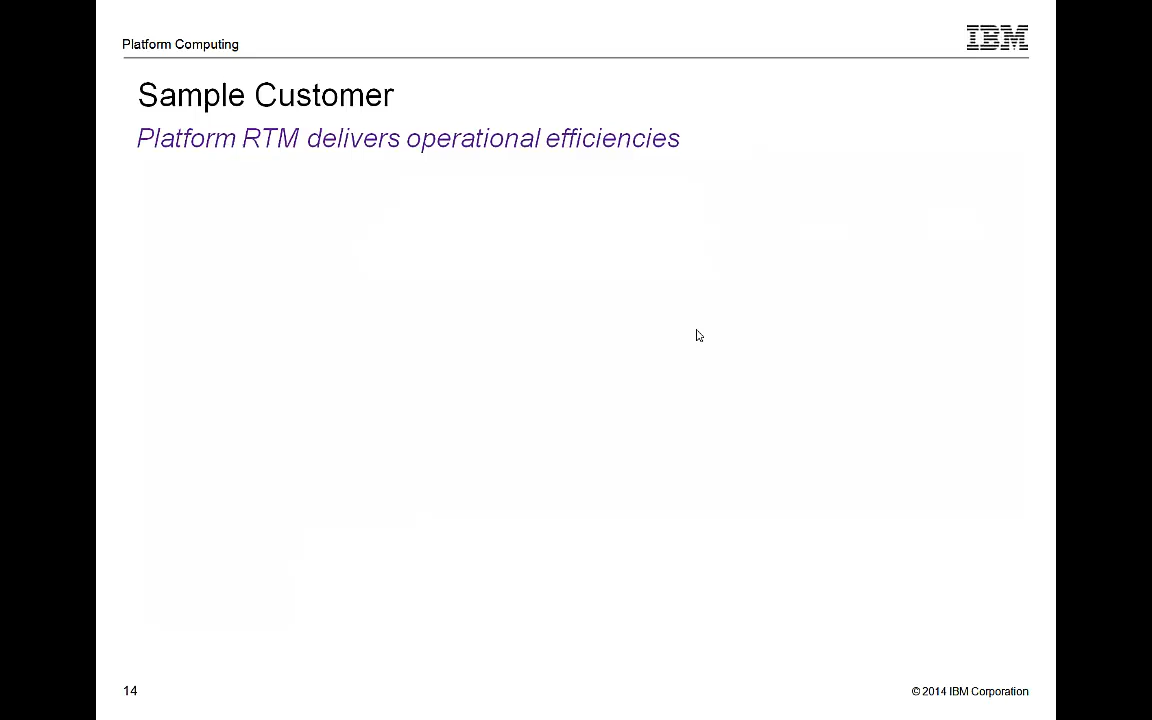 Platform Computing
IBM
Sample Customer
Platform RTM delivers operational efficiencies
14
© 2014 IBM Corporation